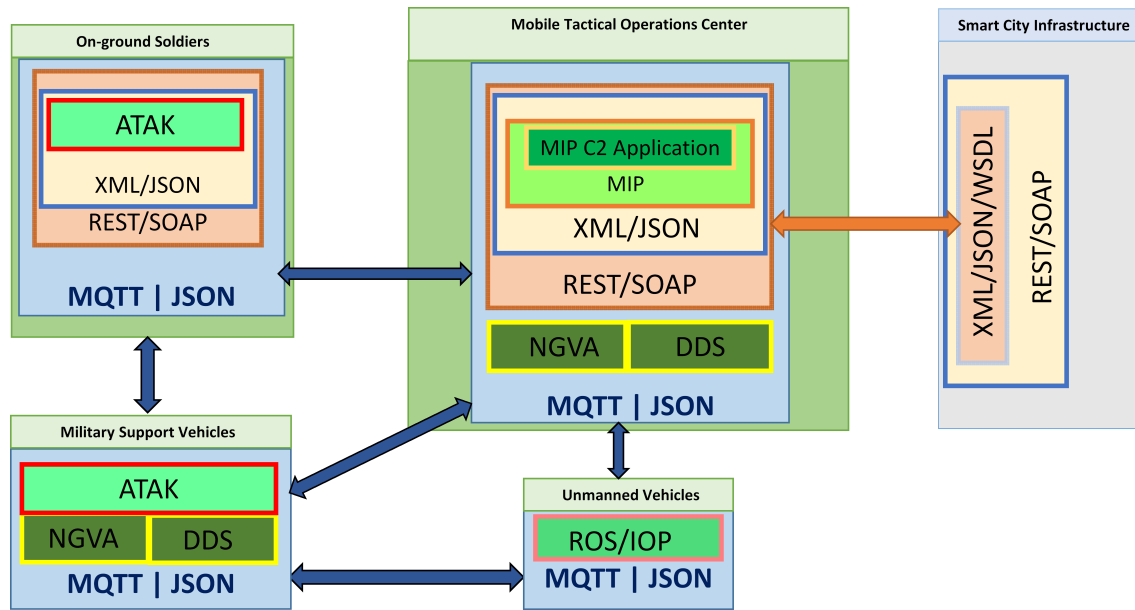 On-ground Soldiers
ATAK
XML/JSON
REST/SOAP
MQTT | JSON
Mobile Tactical Operations Center
MIP C2 Application
MIP
XML/JSON
REST/SOAP
NGVA
DDS
MQTT | JSON
Smart City Infrastructure
XML/JSON/WSDL
REST/SOAP
Military Support Vehicles
ATAK
NGVA
DDS
MQTT | JSON
Unmanned Vehicles
ROS/IOP
MQTT | JSON